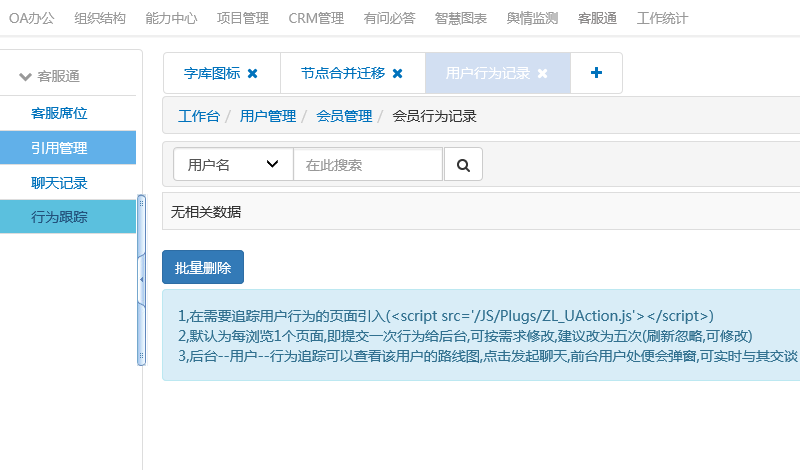 OA办公 组织结构 能力中心 项目管理 CRM管理 有问必答 智慧图表 舆情监测 客服通 工作统计
客服通
客服席位
引用管理
聊天记录
行为跟踪
字库图标 节点合并迁移 用户行为记录
工作台 / 用户管理 / 会员管理 / 会员行为记录
用户名 在此搜索
无相关数据
批量删除
1,在需要追踪用户行为的页面引入(<script src='/JS/Plugs/ZL_UAction.js'></script>)
2,默认为每浏览1个页面,即提交一次行为给后台,可按需求修改,建议改为五次(刷新忽略,可修改)
3,后台--用户--行为追踪可以查看该用户的路线图,点击发起聊天,前台用户处便会弹窗,可实时与其交谈